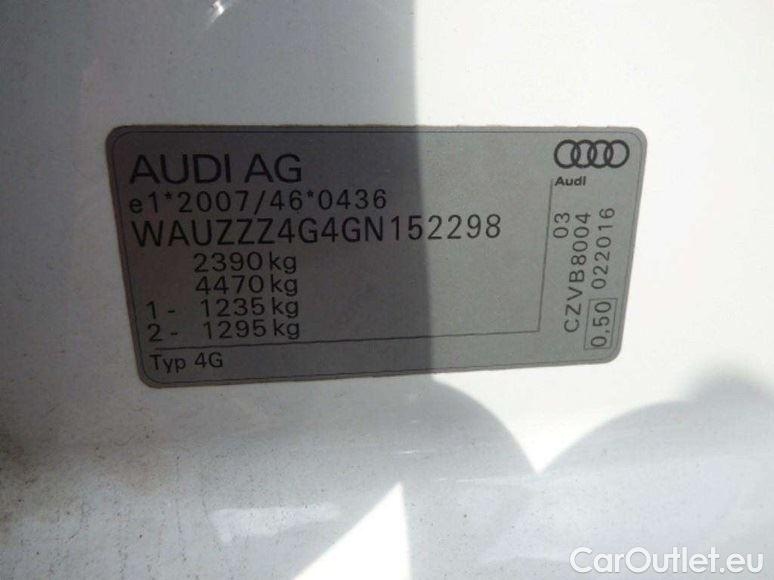 AUDI AG
e1*2007/46*0436
WAUZZZ4G4GN152298
2390 kg
4470 kg
1 - 1235 kg
2 - 1295 kg
Typ 4G
Audi
03
CZVB8004
0,50 022016
CarOutlet.eu